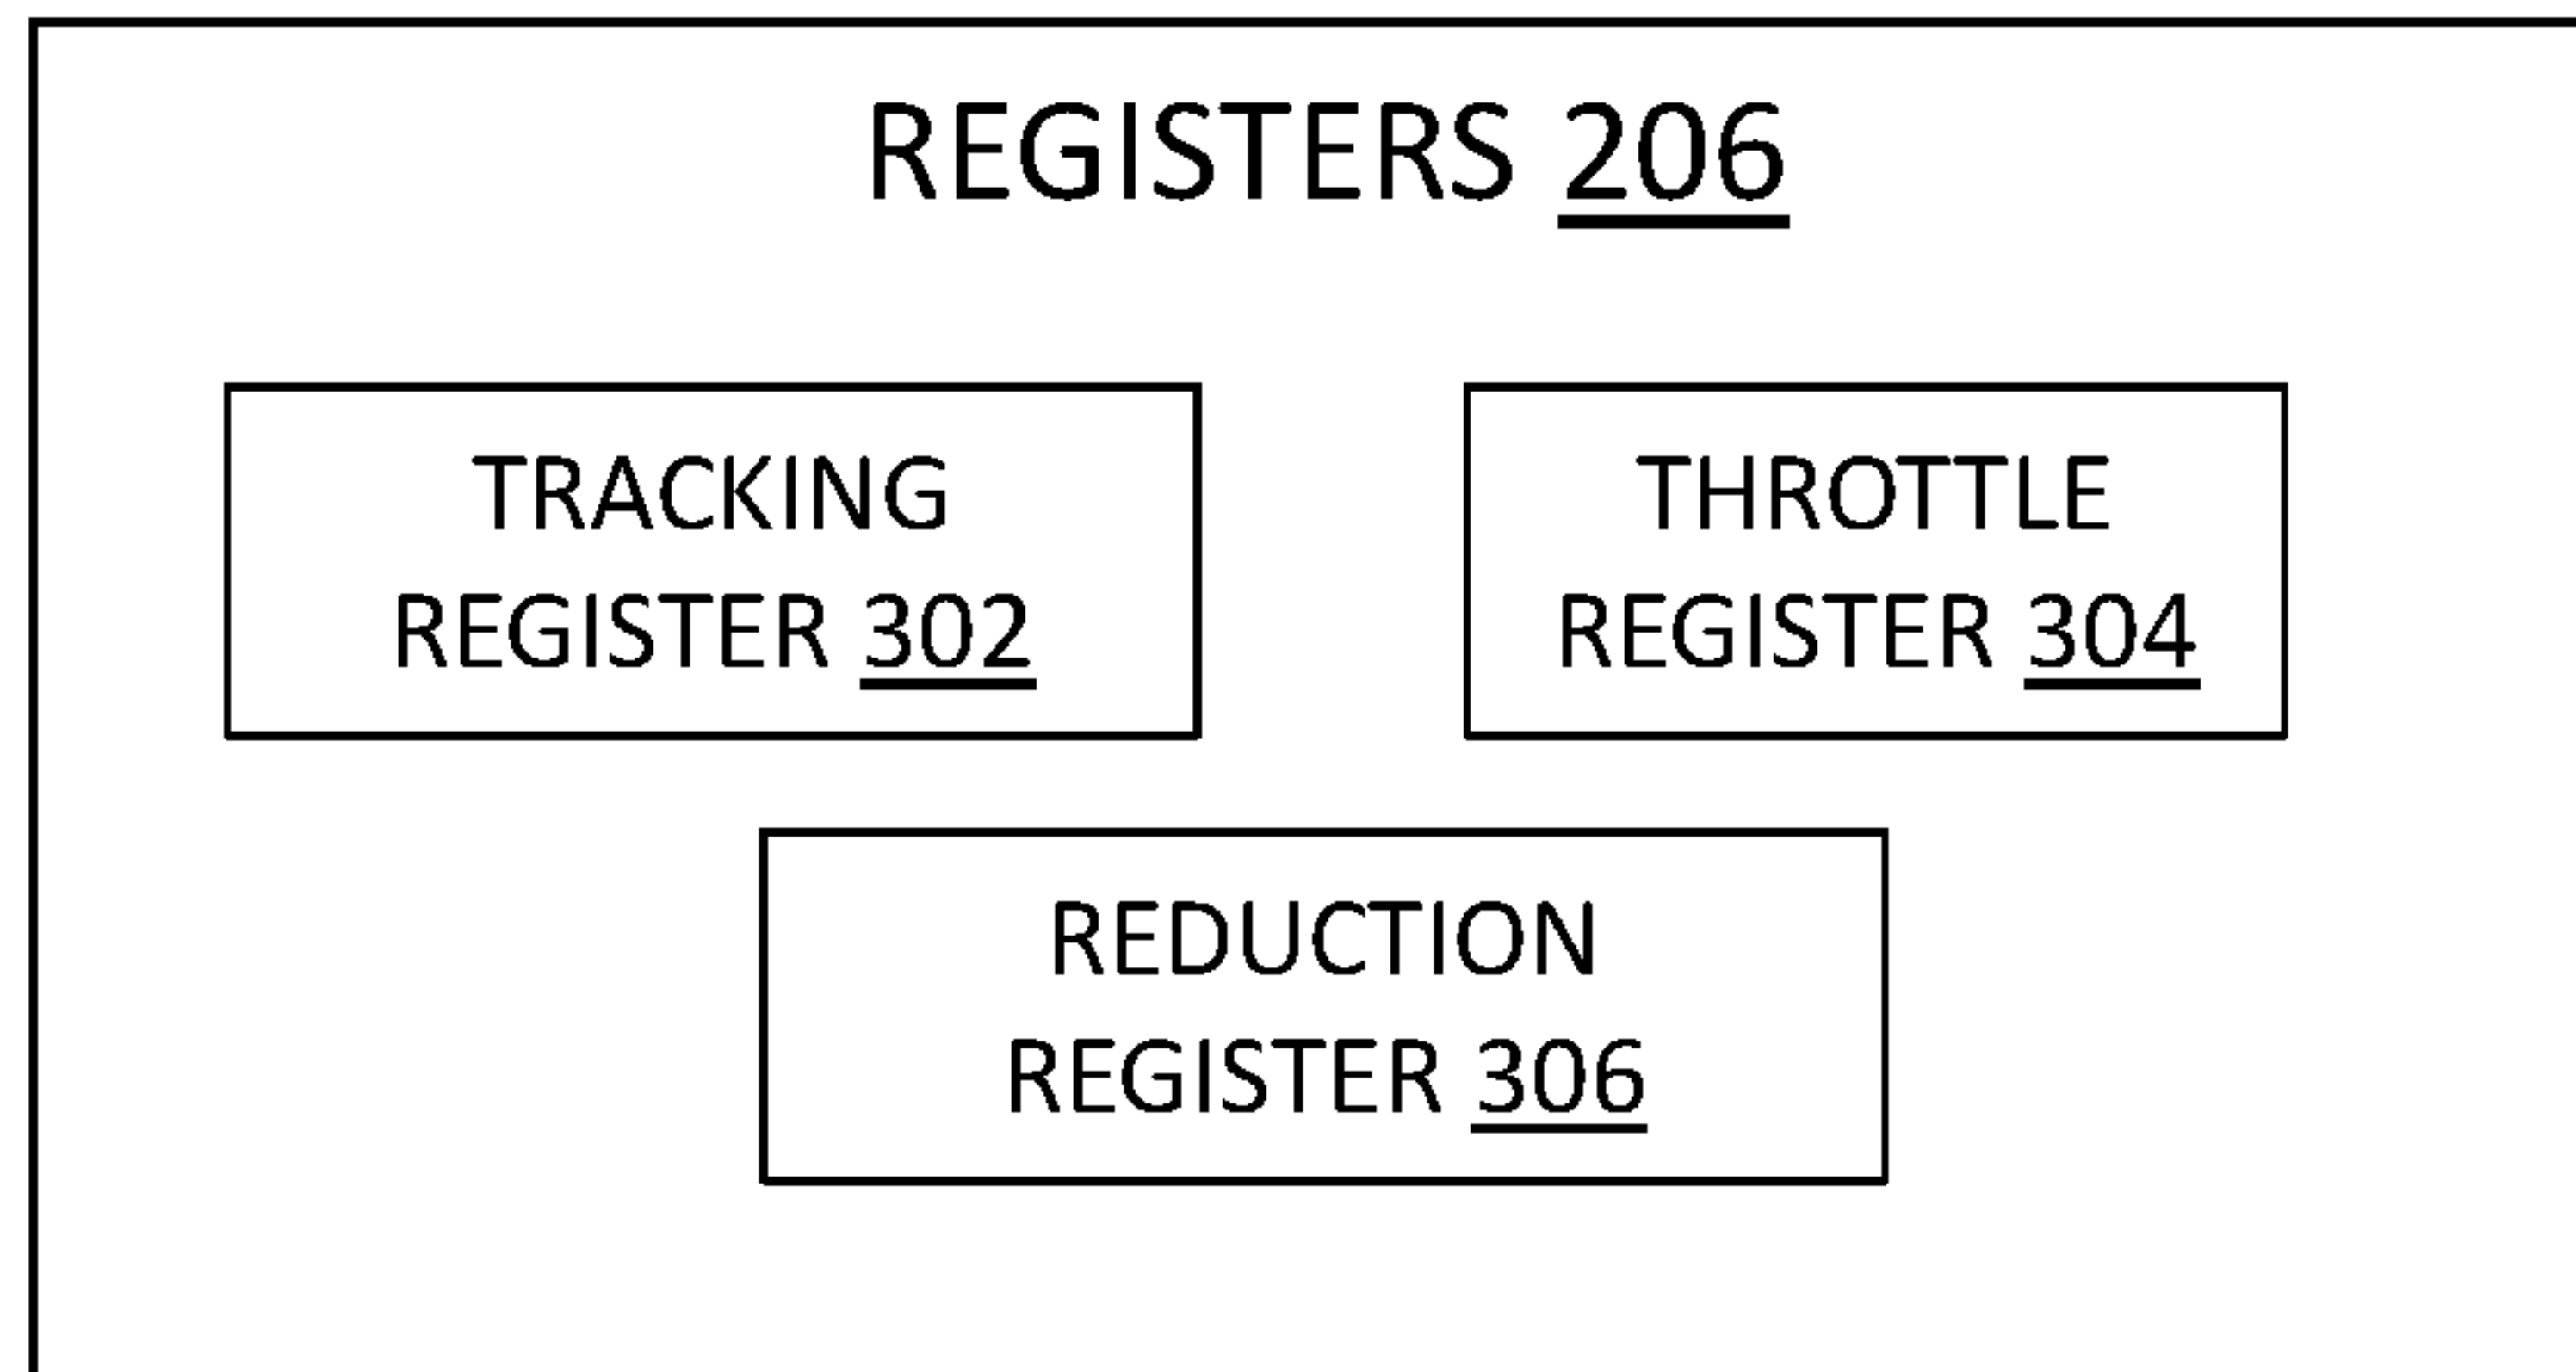 REGISTERS 206
TRACKING
REGISTER 302
THROTTLE
REGISTER 304
REDUCTION
REGISTER 306